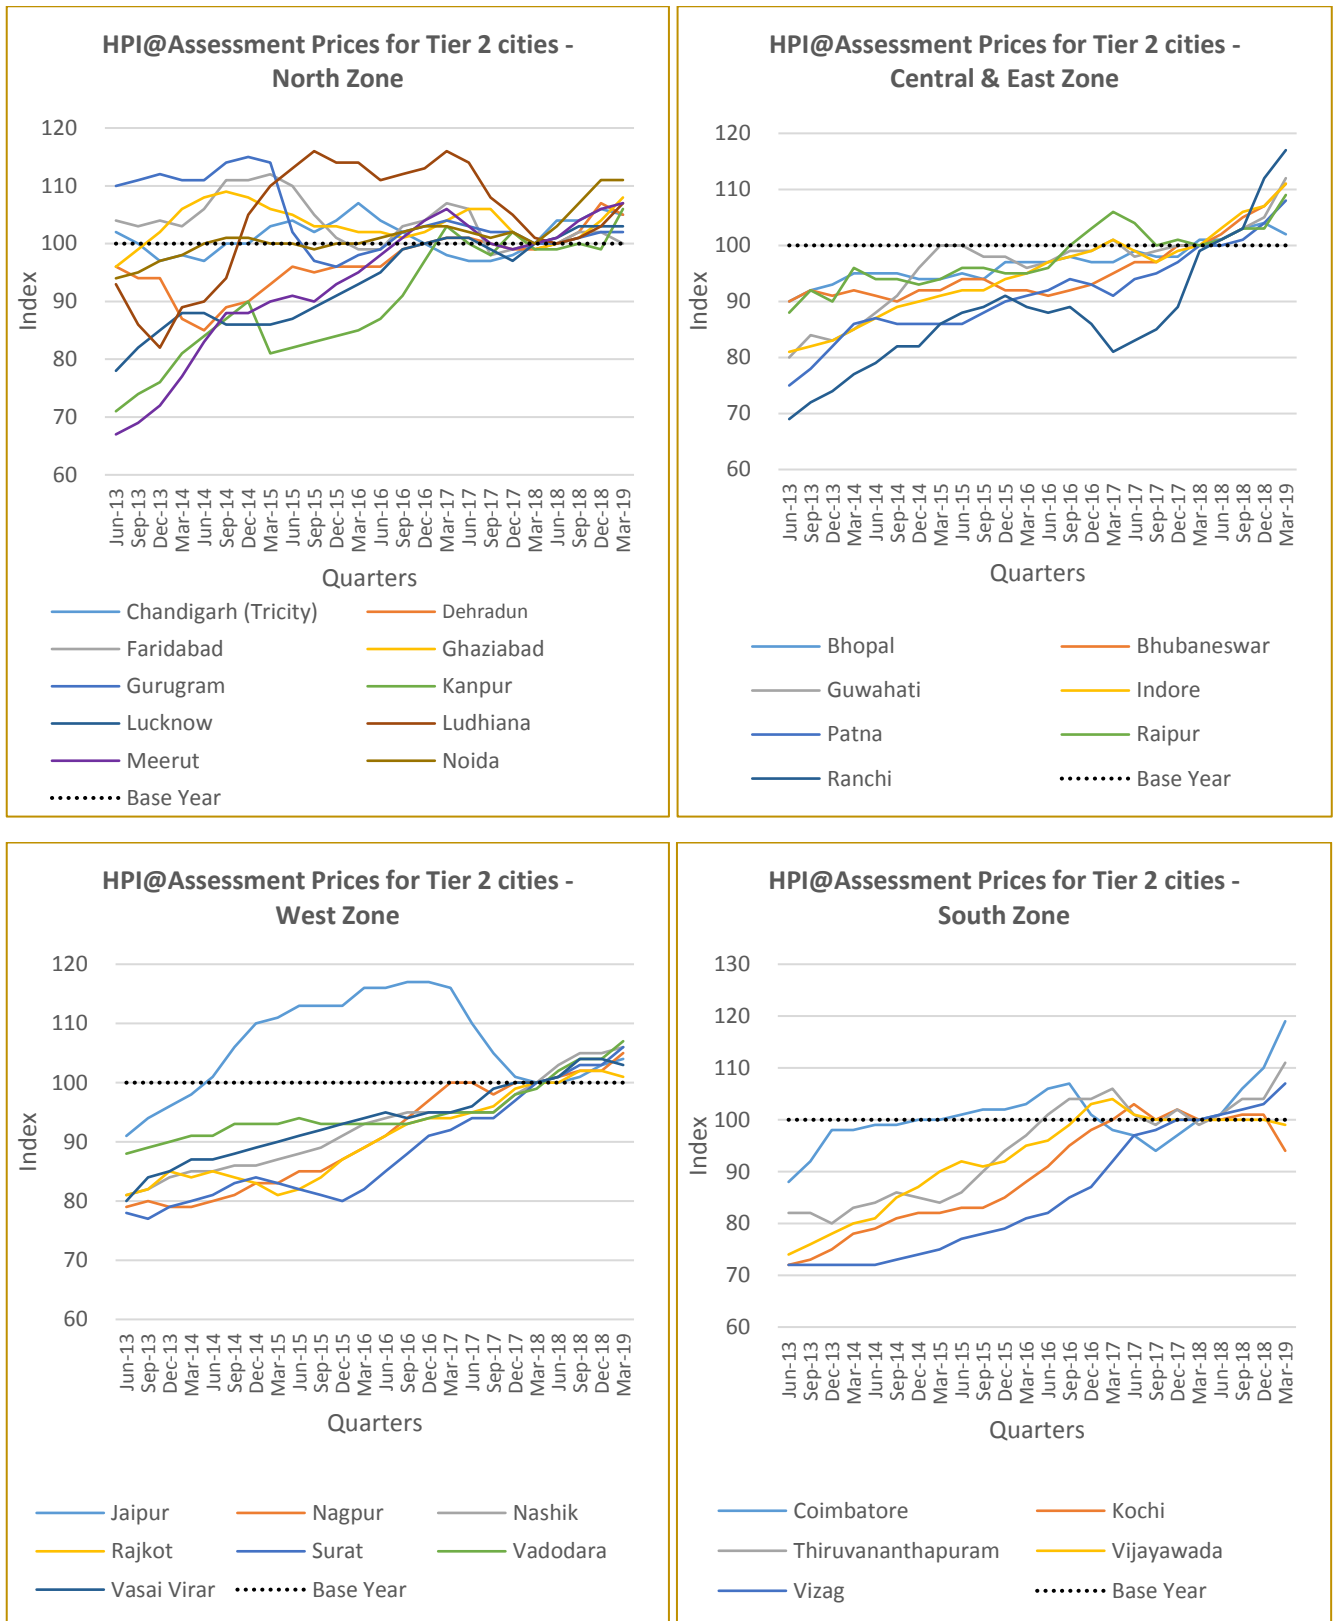 HPI@Assessment Prices for Tier 2 cities -
North Zone
120
110
100
90
80
70
60
Index
Jun-13
Sep-13
Dec-13
Mar-14
Jun-14
Sep-14
Dec-14
Mar-15
Jun-15
Sep-15
Dec-15
Mar-16
Jun-16
Sep-16
Dec-16
Mar-17
Jun-17
Sep-17
Dec-17
Mar-18
Jun-18
Sep-18
Dec-18
Mar-19
Quarters
Chandigarh (Tricity)
Dehradun
Faridabad
Ghaziabad
Gurugram
Kanpur
Lucknow
Ludhiana
Meerut
Noida
Base Year
HPI@Assessment Prices for Tier 2 cities -
Central & East Zone
120
110
100
90
80
70
60
Index
Jun-13
Sep-13
Dec-13
Mar-14
Jun-14
Sep-14
Dec-14
Mar-15
Jun-15
Sep-15
Dec-15
Mar-16
Jun-16
Sep-16
Dec-16
Mar-17
Jun-17
Sep-17
Dec-17
Mar-18
Jun-18
Sep-18
Dec-18
Mar-19
Quarters
Bhopal
Bhubaneswar
Guwahati
Indore
Patna
Raipur
Ranchi
Base Year
HPI@Assessment Prices for Tier 2 cities -
West Zone
120
110
100
90
80
70
60
Index
Jun-13
Sep-13
Dec-13
Mar-14
Jun-14
Sep-14
Dec-14
Mar-15
Jun-15
Sep-15
Dec-15
Mar-16
Jun-16
Sep-16
Dec-16
Mar-17
Jun-17
Sep-17
Dec-17
Mar-18
Jun-18
Sep-18
Dec-18
Mar-19
Quarters
Jaipur
Nagpur
Nashik
Rajkot
Surat
Vadodara
Vasai Virar
Base Year
HPI@Assessment Prices for Tier 2 cities -
South Zone
130
120
110
100
90
80
70
60
Index
Jun-13
Sep-13
Dec-13
Mar-14
Jun-14
Sep-14
Dec-14
Mar-15
Jun-15
Sep-15
Dec-15
Mar-16
Jun-16
Sep-16
Dec-16
Mar-17
Jun-17
Sep-17
Dec-17
Mar-18
Jun-18
Sep-18
Dec-18
Mar-19
Quarters
Coimbatore
Kochi
Thiruvananthapuram
Vijayawada
Vizag
Base Year